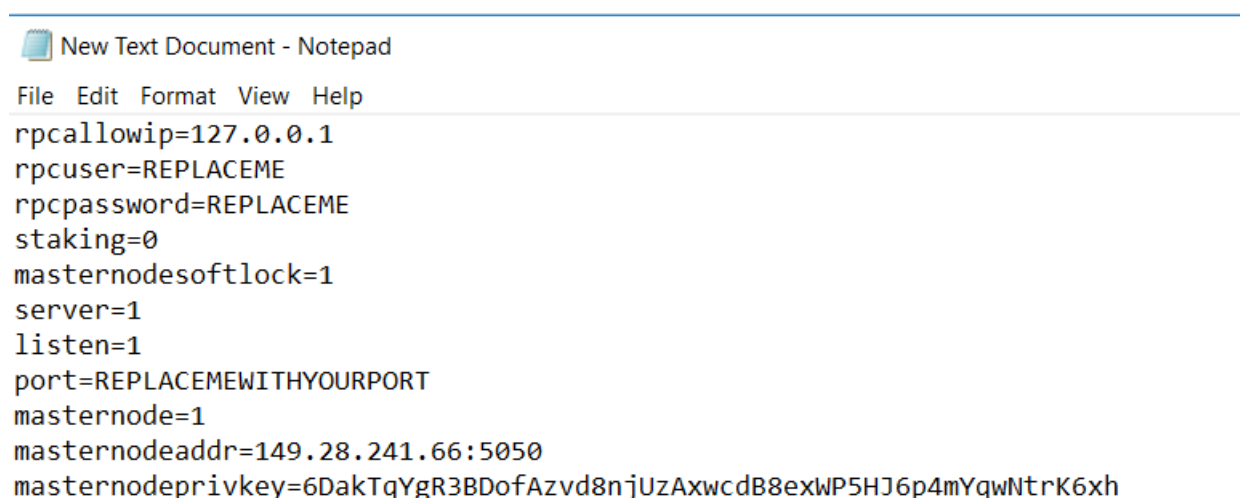 New Text Document - Notepad
File Edit Format View Help
rpcallowip=127.0.0.1
rpcuser=REPLACEME
rpcpassword=REPLACEME
staking=0
masternodesoftlock=1
server=1
listen=1
port=REPLACEMEWITHYOURPORT
masternode=1
masternodeaddr=149.28.241.66:5050
masternodeprivkey=6DakTqYgR3BDofAzvd8njUzAxwcdB8exWP5HJ6p4mYqwNtrK6xh